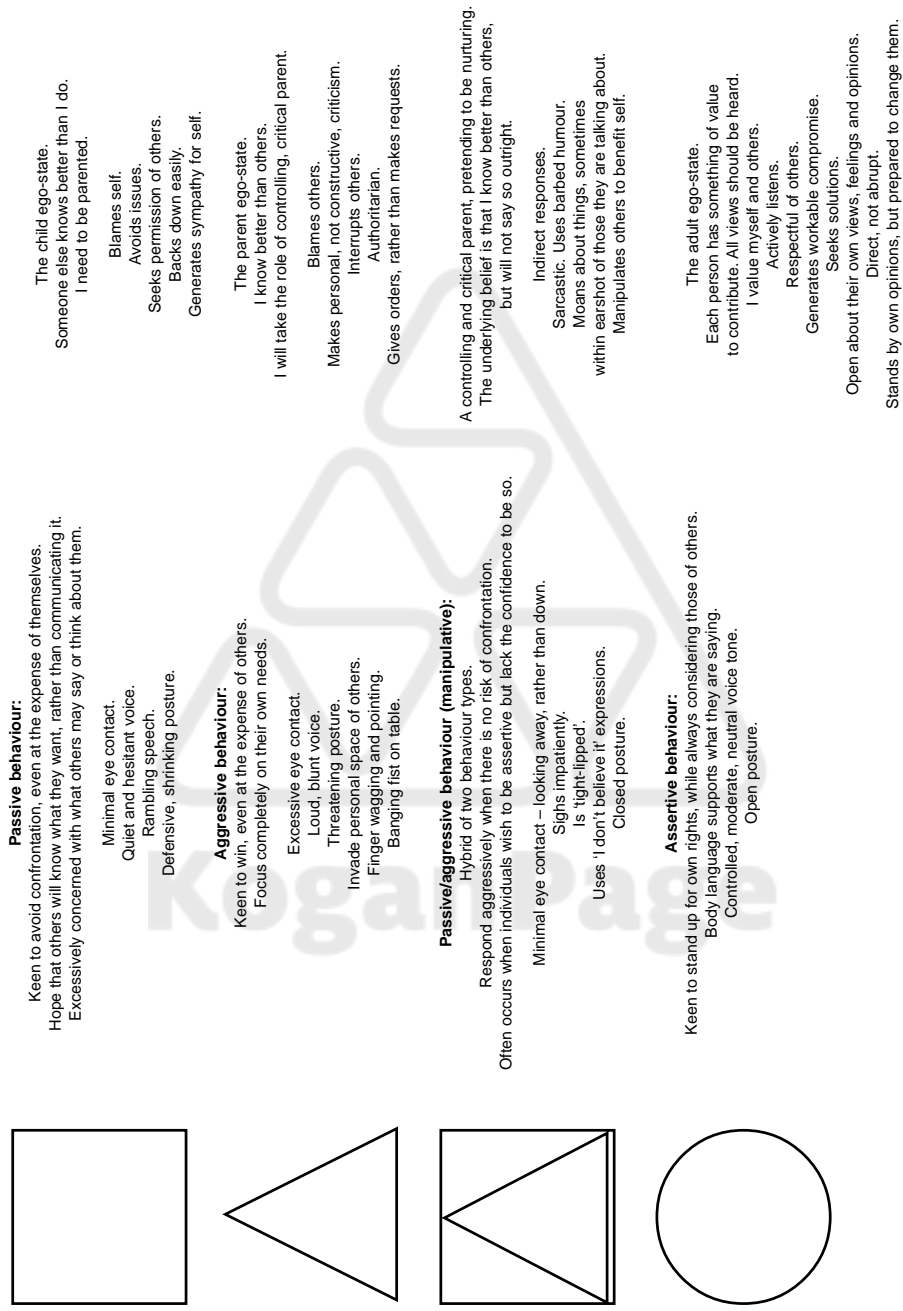 Passive behaviour:
Keen to avoid confrontation, even at the expense of themselves.
Hope that others will know what they want, rather than communicating it.
Excessively concerned with what others may say or think about them.
Minimal eye contact.
Quiet and hesitant voice.
Rambling speech.
Defensive, shrinking posture.
The child ego-state.
Someone else knows better than I do.
I need to be parented.
Blames self.
Avoids issues.
Seeks permission of others.
Backs down easily.
Generates sympathy for self.
Aggressive behaviour:
Keen to win, even at the expense of others.
Focus completely on their own needs.
Excessive eye contact.
Loud, blunt voice.
Threatening posture.
Invade personal space of others.
Finger wagging and pointing.
Banging fist on table.
The parent ego-state.
I know better than others.
I will take the role of controlling, critical parent.
Blames others.
Makes personal, not constructive, criticism.
Interrupts others.
Authoritarian.
Gives orders, rather than makes requests.
Passive/aggressive behaviour (manipulative):
Hybrid of two behaviour types.
Respond aggressively when there is no risk of confrontation.
Often occurs when individuals wish to be assertive but lack the confidence to be so.
Minimal eye contact – looking away, rather than down.
Sighs impatiently.
Is 'tight-lipped'.
Uses 'I don't believe it' expressions.
Closed posture.
A controlling and critical parent, pretending to be nurturing.
The underlying belief is that I know better than others,
but will not say so outright.
Indirect responses.
Sarcastic. Uses barbed humour.
Moans about things, sometimes
within earshot of those they are talking about.
Manipulates others to benefit self.
Assertive behaviour:
Keen to stand up for own rights, while always considering those of others.
Body language supports what they are saying.
Controlled, moderate, neutral voice tone.
Open posture.
The adult ego-state.
Each person has something of value
to contribute. All views should be heard.
I value myself and others.
Actively listens.
Respectful of others.
Generates workable compromise.
Seeks solutions.
Open about their own views, feelings and opinions.
Direct, not abrupt.
Stands by own opinions, but prepared to change them.
KoganPage